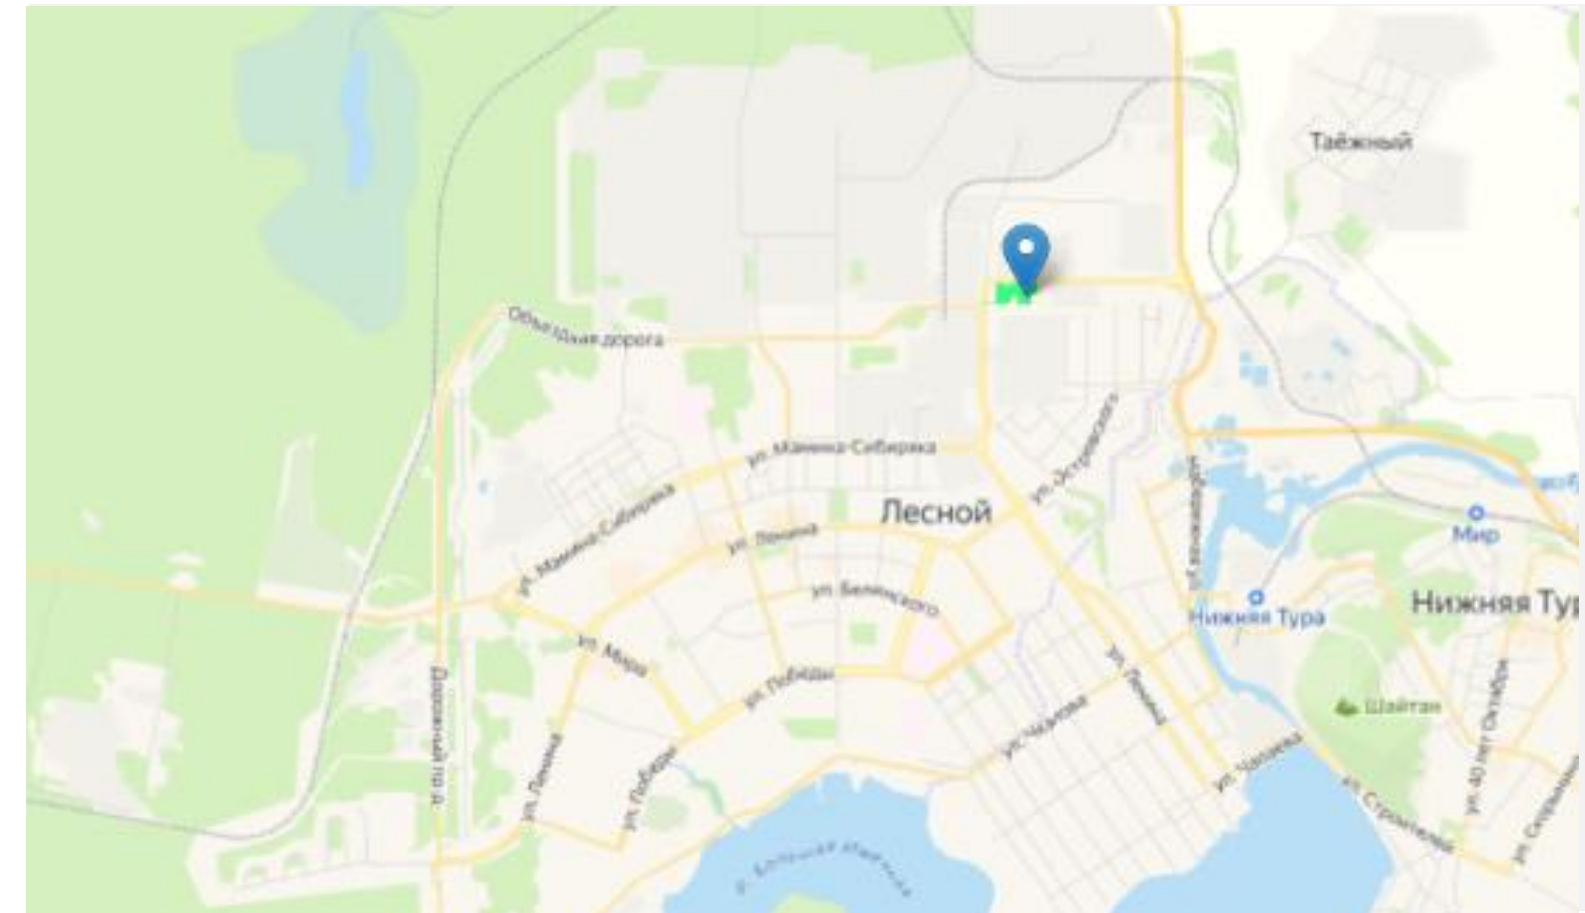 Таёжный
Объездная дорога
ул. Мамина-Сибиряка
ул. Островского
ул. Мамина-Сибиряка
Лесной
ул. Ленина
Мир
ул. Белинского
Нижняя Тура
Нижняя Тур
ул. Мира
ул. Победы
ул. Ленина
Дорожный пр-д
Шайтан
ул. Чкалова
ул. 40 лет Октября
ул. Ленина
ул. Победы
ул. Чапаева
ул. Строителей